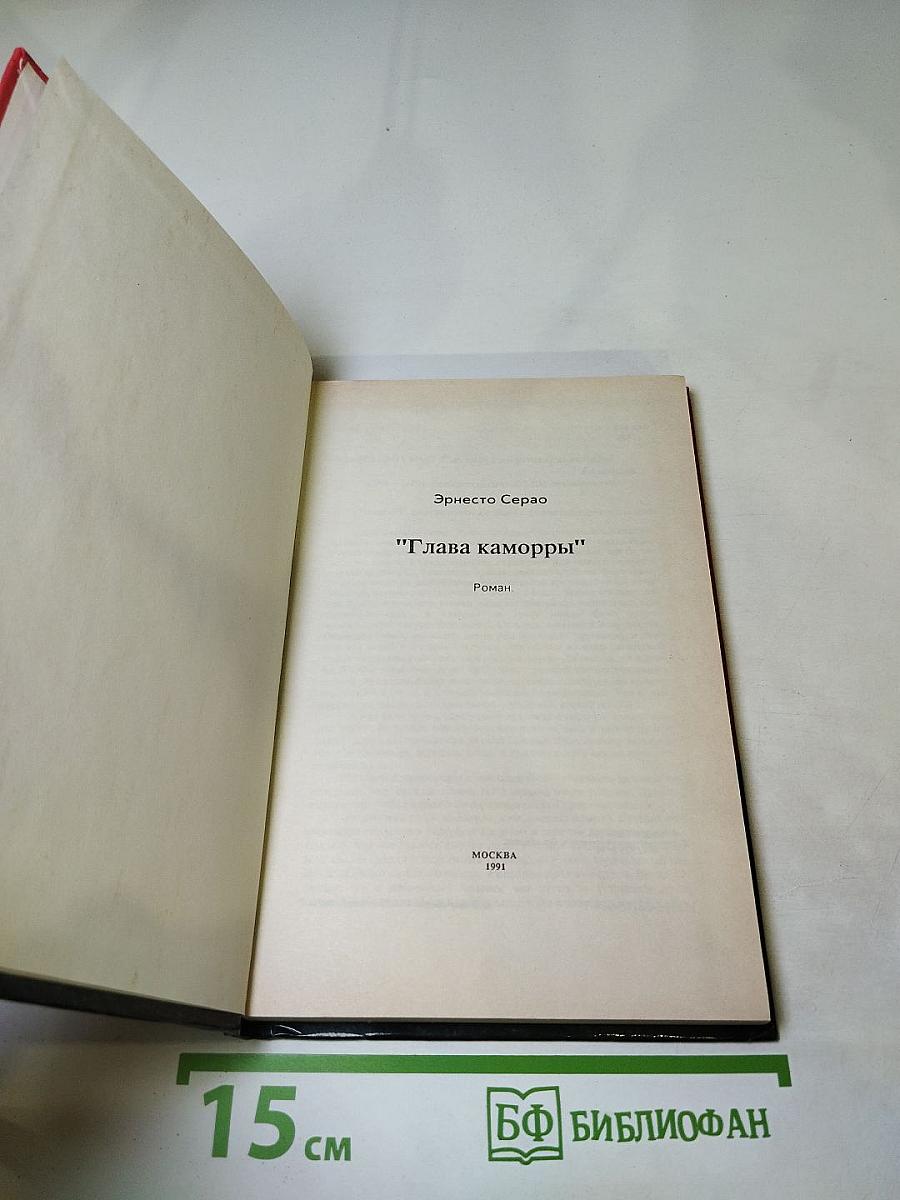 Эрнесто Серао
"Глава каморры"
Роман
МОСКВА
1991
15 см
БФ БИБЛИОФАН